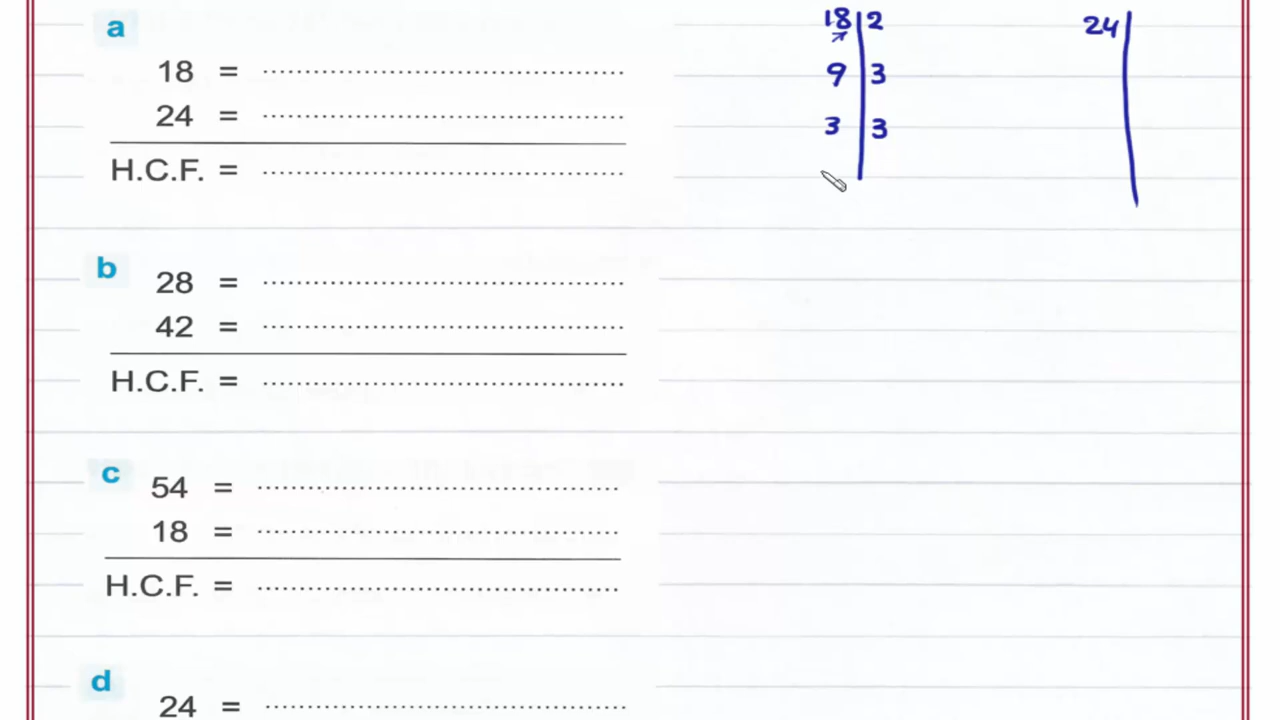 a
18 = ........................................................
24 = ........................................................
H.C.F. = ........................................................
b
28 = ........................................................
42 = ........................................................
H.C.F. = ........................................................
c
54 = ........................................................
18 = ........................................................
H.C.F. = ........................................................
d
24 = ........................................................
18 | 2
9 | 3
3 | 3
24 |